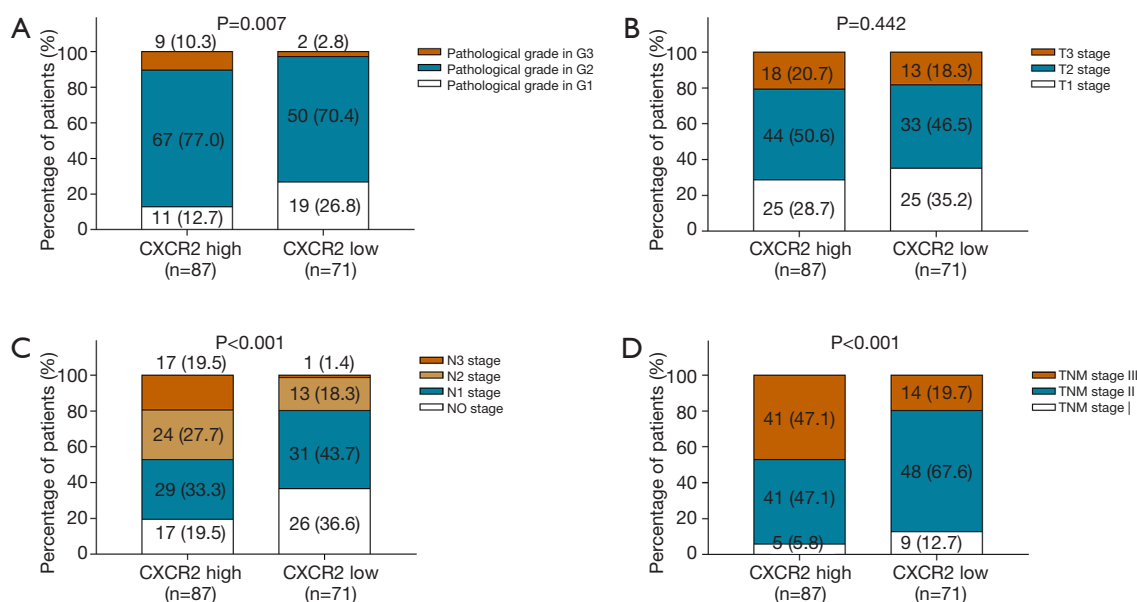 A
P=0.007
Percentage of patients (%)
100
80
60
40
20
0
9 (10.3)
67 (77.0)
11 (12.7)
2 (2.8)
50 (70.4)
19 (26.8)
CXCR2 high
(n=87)
CXCR2 low
(n=71)
Pathological grade in G3
Pathological grade in G2
Pathological grade in G1
B
P=0.442
Percentage of patients (%)
100
80
60
40
20
0
18 (20.7)
44 (50.6)
25 (28.7)
13 (18.3)
33 (46.5)
25 (35.2)
CXCR2 high
(n=87)
CXCR2 low
(n=71)
T3 stage
T2 stage
T1 stage
C
P<0.001
Percentage of patients (%)
100
80
60
40
20
0
17 (19.5)
24 (27.7)
29 (33.3)
17 (19.5)
1 (1.4)
13 (18.3)
31 (43.7)
26 (36.6)
CXCR2 high
(n=87)
CXCR2 low
(n=71)
N3 stage
N2 stage
N1 stage
NO stage
D
P<0.001
Percentage of patients (%)
100
80
60
40
20
0
41 (47.1)
41 (47.1)
5 (5.8)
14 (19.7)
48 (67.6)
9 (12.7)
CXCR2 high
(n=87)
CXCR2 low
(n=71)
TNM stage III
TNM stage II
TNM stage |